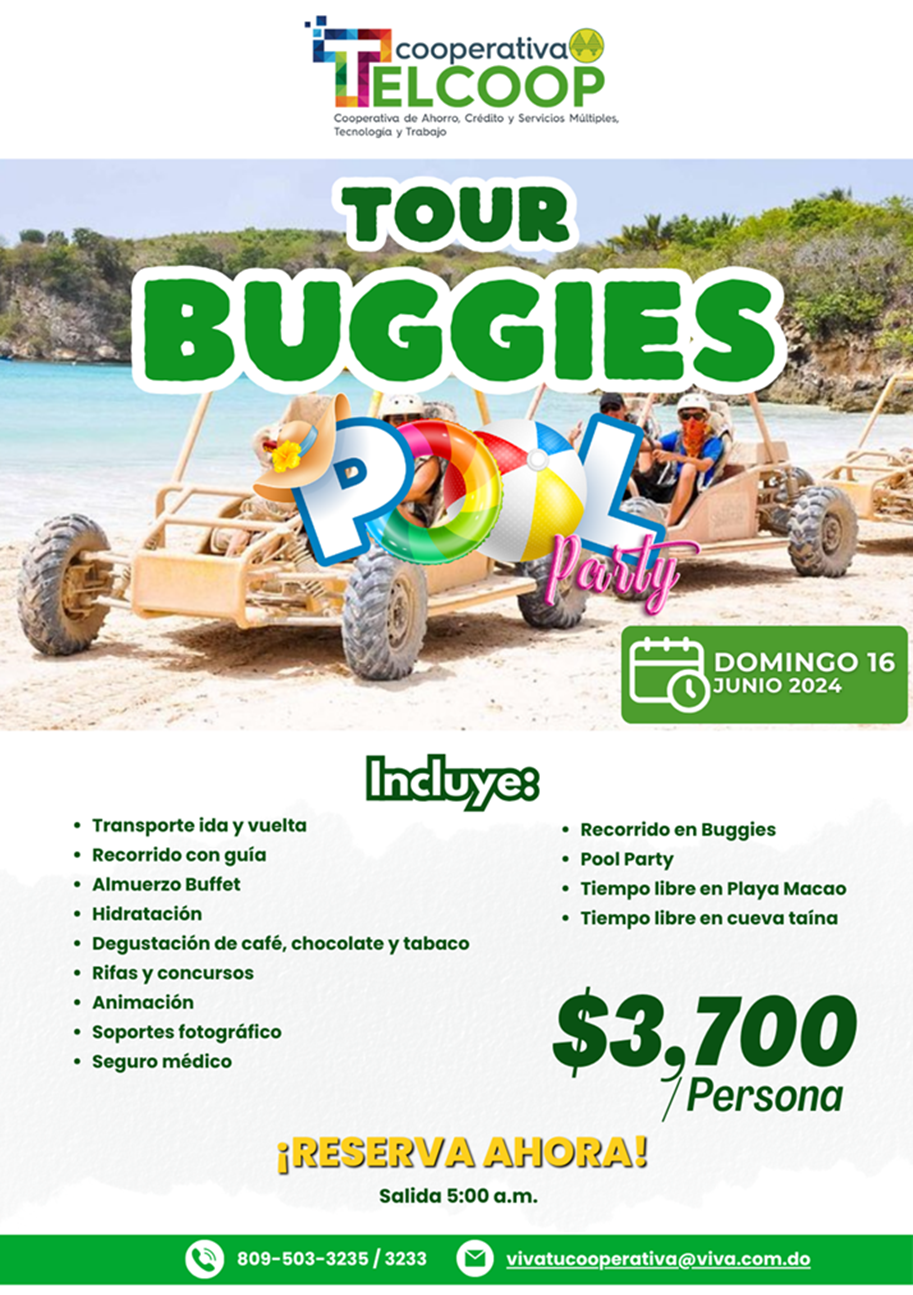 cooperativa
TELCOOP
Cooperativa de Ahorro, Crédito y Servicios Múltiples,
Tecnología y Trabajo
TOUR
BUGGIES
POOL
Party
DOMINGO 16
JUNIO 2024
Incluye:
• Transporte ida y vuelta
• Recorrido con guía
• Almuerzo Buffet
• Hidratación
• Degustación de café, chocolate y tabaco
• Rifas y concursos
• Animación
• Soportes fotográfico
• Seguro médico
• Recorrido en Buggies
• Pool Party
• Tiempo libre en Playa Macao
• Tiempo libre en cueva taína
$3,700
/Persona
¡RESERVA AHORA!
Salida 5:00 a.m.
809-503-3235 / 3233
vivatucooperativa@viva.com.do